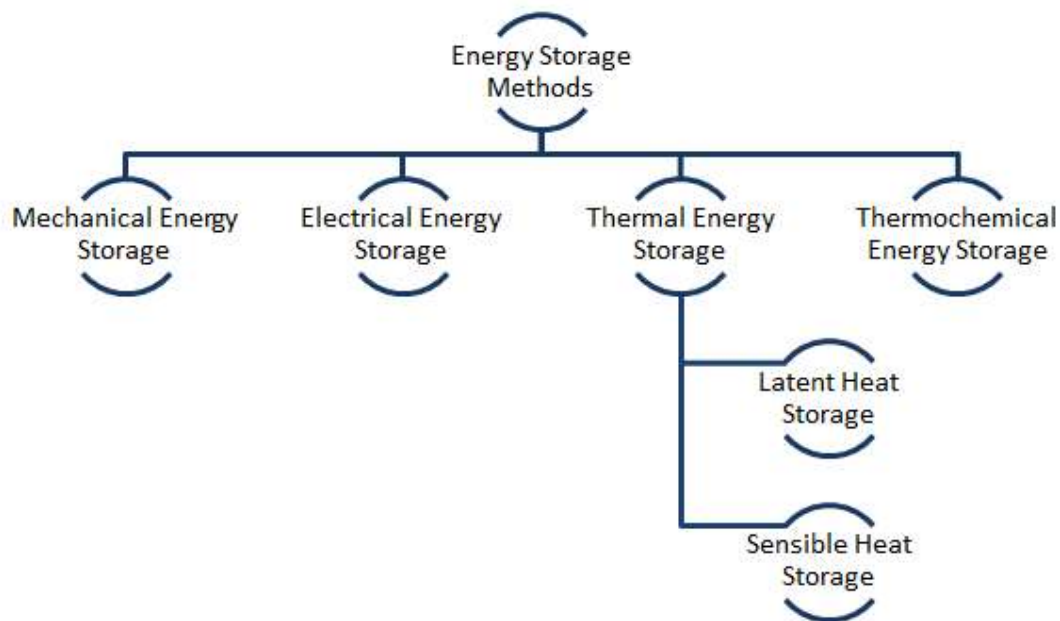 Energy Storage
Methods
Mechanical Energy
Storage
Electrical Energy
Storage
Thermal Energy
Storage
Thermochemical
Energy Storage
Latent Heat
Storage
Sensible Heat
Storage